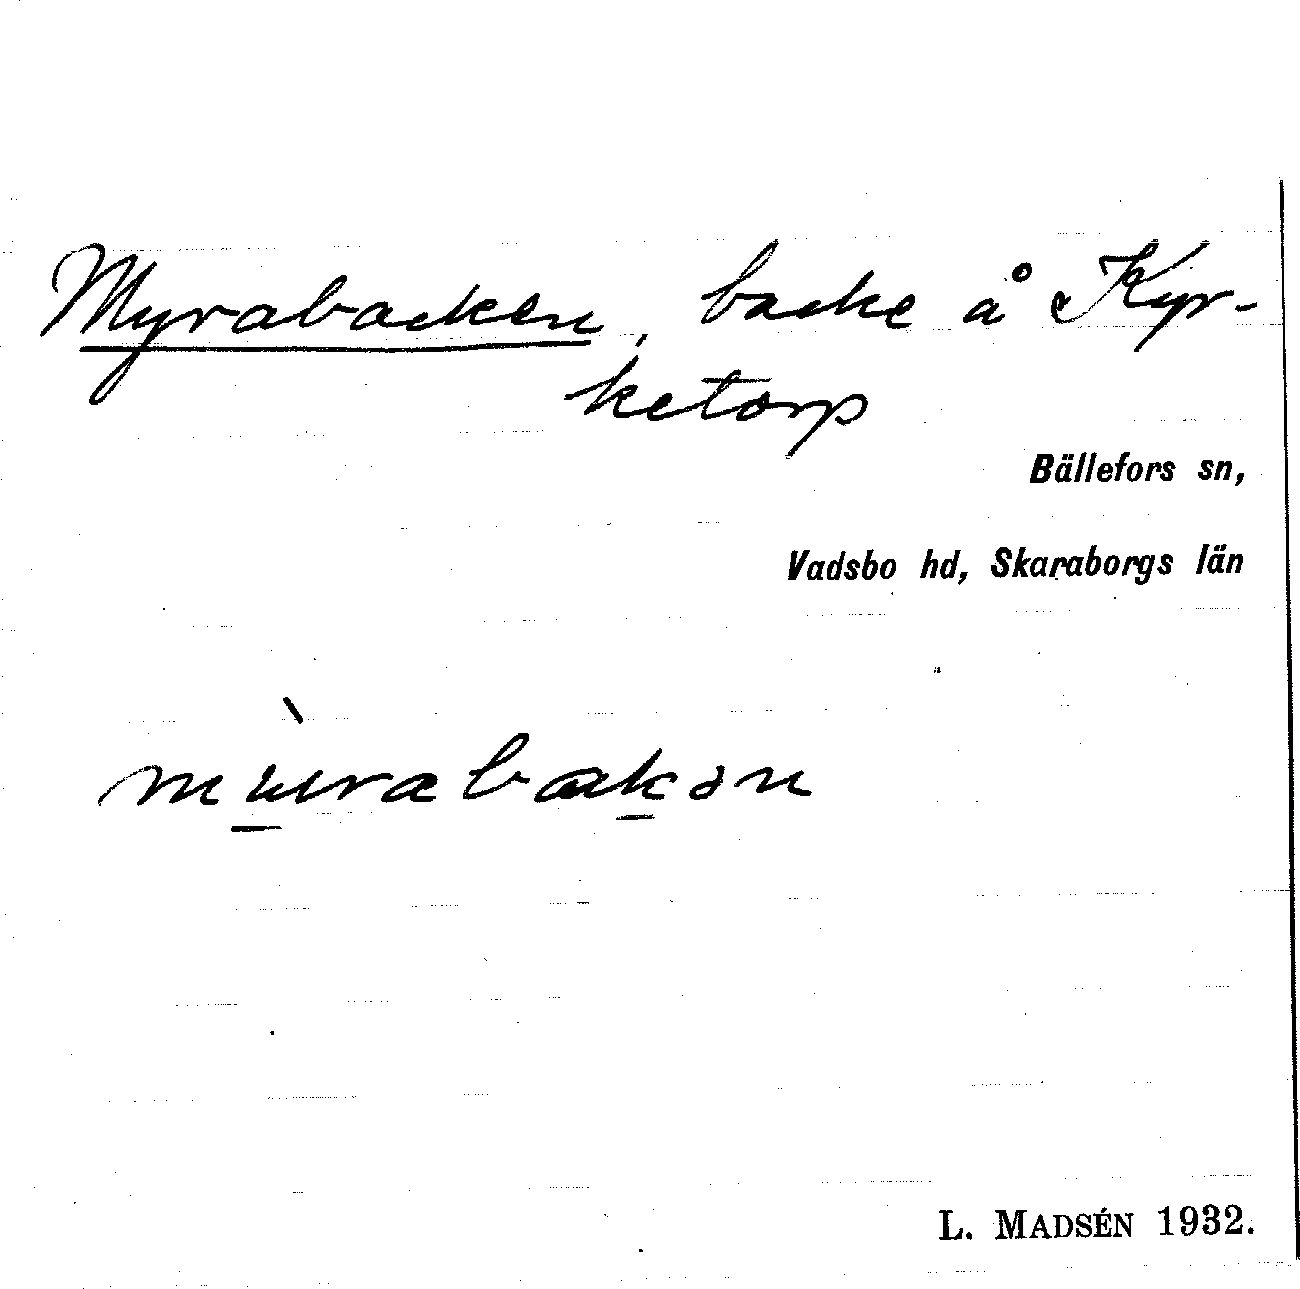 Myrabacken, backe å Kyr-
ketorp
Bällefors sn,
Vadsbo hd, Skaraborgs län
L. MADSÉN 1932.